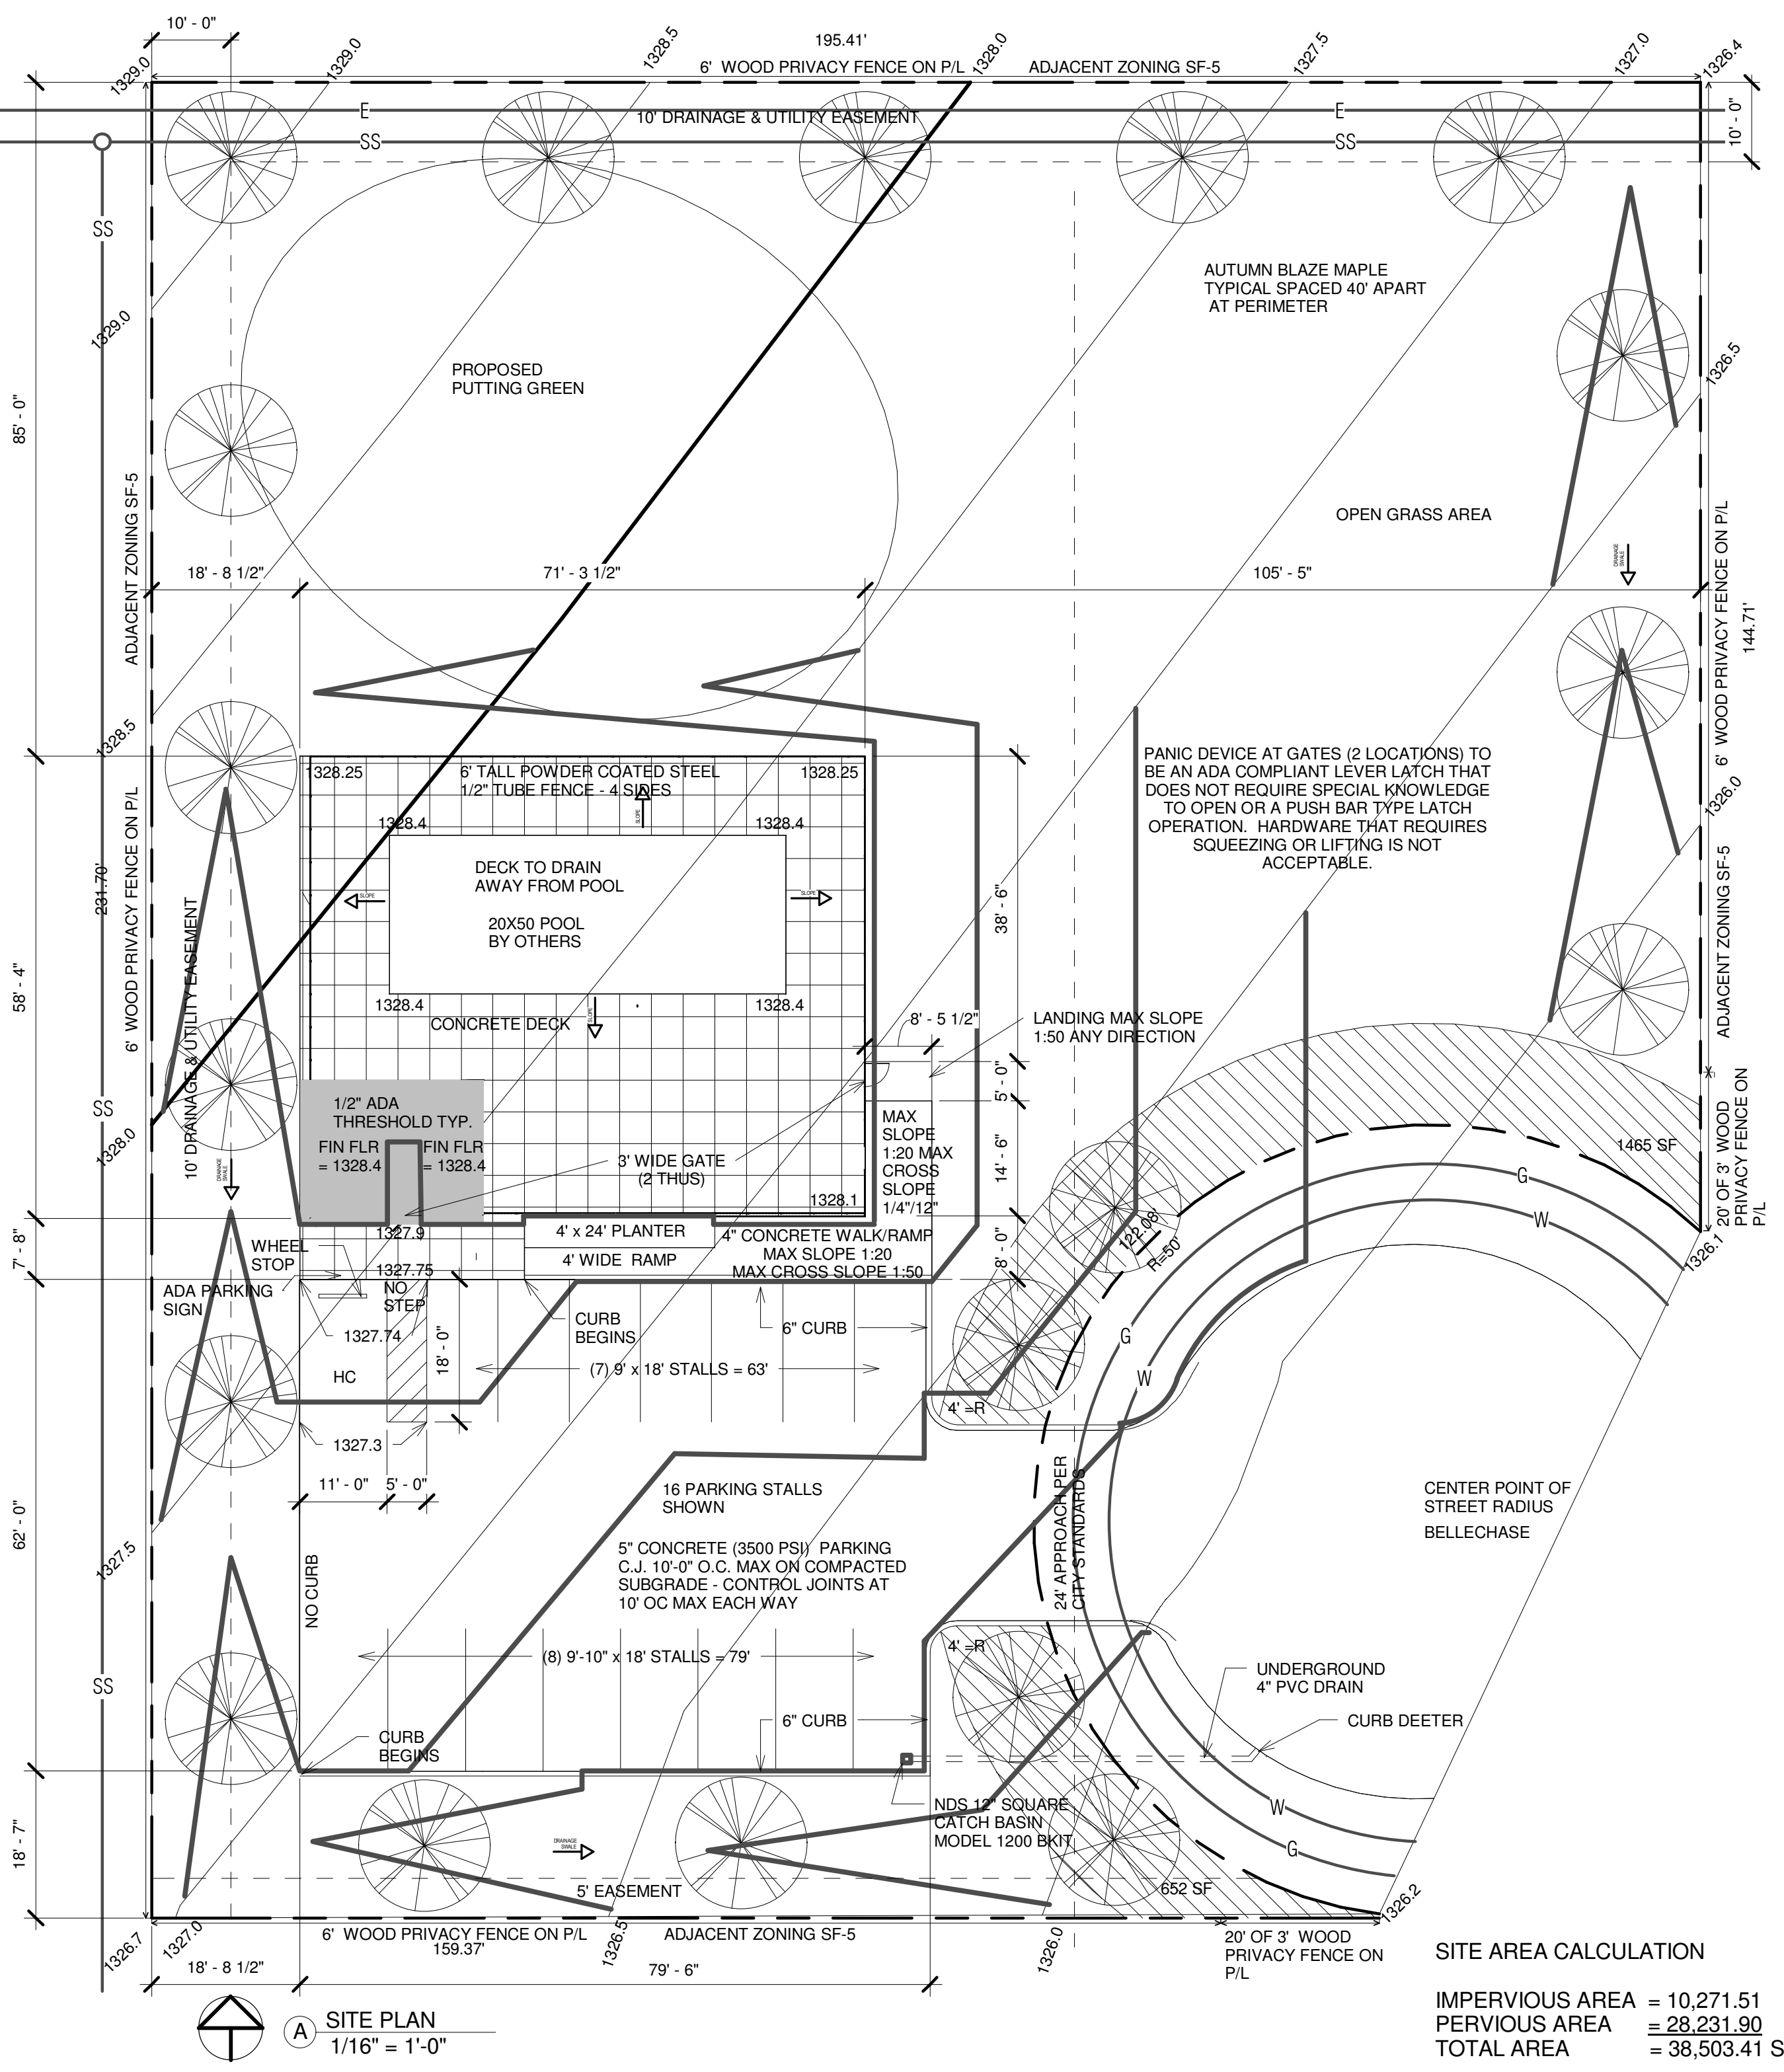 10' - 0"
195.41'
1329.0
1329.0
1328.5
1328.0
1327.5
1327.0
1326.4
6' WOOD PRIVACY FENCE ON P/L
ADJACENT ZONING SF-5
10' - 0"
E
10' DRAINAGE & UTILITY EASEMENT
E
SS
SS
SS
AUTUMN BLAZE MAPLE
TYPICAL SPACED 40' APART
AT PERIMETER
1329.0
1326.5
PROPOSED
PUTTING GREEN
85' - 0"
ADJACENT ZONING SF-5
OPEN GRASS AREA
6' WOOD PRIVACY FENCE ON P/L
144.71'
DRAINAGE
SWALE
18' - 8 1/2"
71' - 3 1/2"
105' - 5"
1328.5
1328.25
6' TALL POWDER COATED STEEL
1/2" TUBE FENCE - 4 SIDES
1328.25
SLOPE
1328.4
1328.4
PANIC DEVICE AT GATES (2 LOCATIONS) TO
BE AN ADA COMPLIANT LEVER LATCH THAT
DOES NOT REQUIRE SPECIAL KNOWLEDGE
TO OPEN OR A PUSH BAR TYPE LATCH
OPERATION. HARDWARE THAT REQUIRES
SQUEEZING OR LIFTING IS NOT
ACCEPTABLE.
1326.0
231.70'
6' WOOD PRIVACY FENCE ON P/L
10' DRAINAGE & UTILITY EASEMENT
DECK TO DRAIN
AWAY FROM POOL
SLOPE
SLOPE
20X50 POOL
BY OTHERS
38' - 6"
ADJACENT ZONING SF-5
58' - 4"
1328.4
1328.4
CONCRETE DECK
SLOPE
8' - 5 1/2"
LANDING MAX SLOPE
1:50 ANY DIRECTION
5' - 0"
SS
1328.0
1/2" ADA
THRESHOLD TYP.
FIN FLR
= 1328.4
FIN FLR
= 1328.4
3' WIDE GATE
(2 THUS)
MAX
SLOPE
1:20 MAX
CROSS
SLOPE
1/4"/12"
14' - 6"
1465 SF
20' OF 3' WOOD
PRIVACY FENCE ON
P/L
DRAINAGE
SWALE
1328.1
G
W
7' - 8"
WHEEL
STOP
1327.9
4' x 24' PLANTER
4' WIDE RAMP
4" CONCRETE WALK/RAMP
MAX SLOPE 1:20
MAX CROSS SLOPE 1:50
8' - 0"
122.08'
R=50'
1326.1
ADA PARKING
SIGN
1327.75
NO
STEP
1327.74
CURB
BEGINS
6" CURB
G
18' - 0"
HC
(7) 9' x 18' STALLS = 63'
W
4' =R
1327.3
11' - 0"
5' - 0"
16 PARKING STALLS
SHOWN
24' APPROACH PER
CITY STANDARDS
CENTER POINT OF
STREET RADIUS
BELLECHASE
62' - 0"
1327.5
NO CURB
5" CONCRETE (3500 PSI) PARKING
C.J. 10'-0" O.C. MAX ON COMPACTED
SUBGRADE - CONTROL JOINTS AT
10' OC MAX EACH WAY
SS
(8) 9'-10" x 18' STALLS = 79'
4' =R
UNDERGROUND
4" PVC DRAIN
CURB
BEGINS
6" CURB
CURB DEETER
18' - 7"
NDS 12" SQUARE
CATCH BASIN
MODEL 1200 BKIT
W
G
DRAINAGE
SWALE
5' EASEMENT
652 SF
1326.2
1326.7
1327.0
6' WOOD PRIVACY FENCE ON P/L
159.37'
1326.5
ADJACENT ZONING SF-5
1326.0
20' OF 3' WOOD
PRIVACY FENCE ON
P/L
18' - 8 1/2"
79' - 6"
SITE AREA CALCULATION
IMPERVIOUS AREA = 10,271.51
PERVIOUS AREA = 28,231.90
TOTAL AREA = 38,503.41 S
A
SITE PLAN
1/16" = 1'-0"